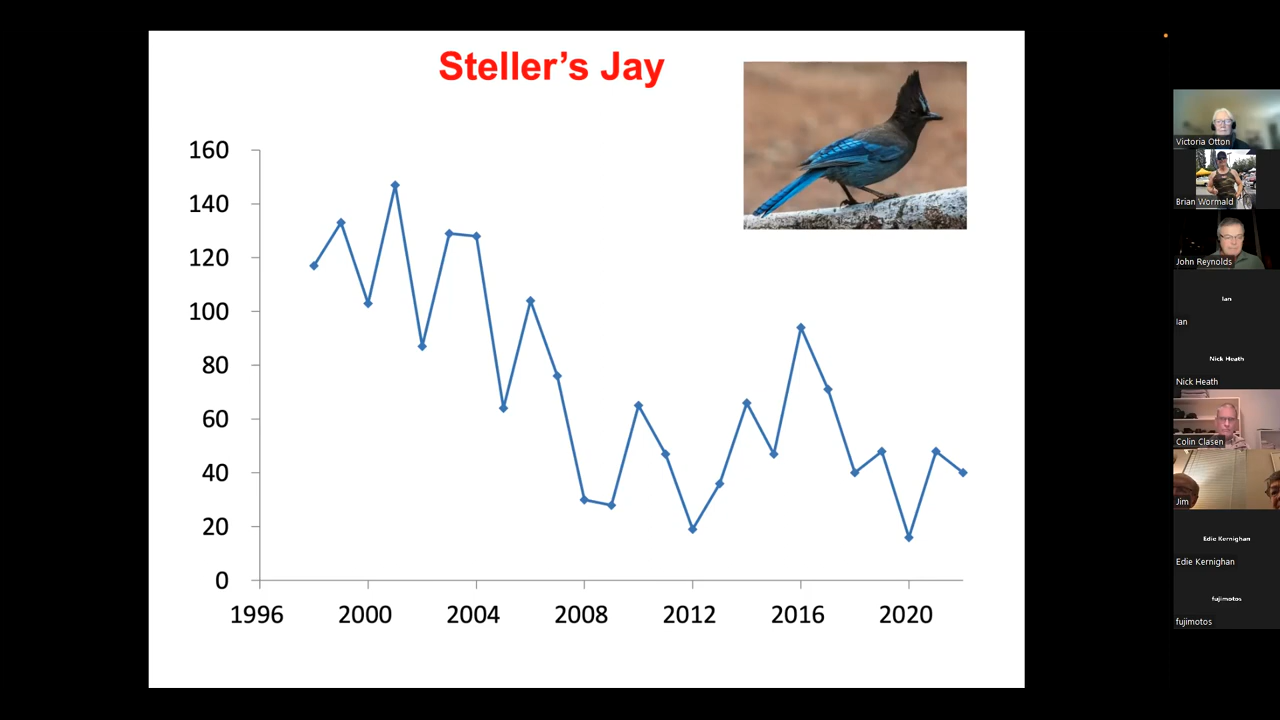 Steller’s Jay
160
140
120
100
80
60
40
20
0
1996 2000 2004 2008 2012 2016 2020
Victoria Otton
Brian Wormald
John Reynolds
Ian
Ian
Nick Heath
Nick Heath
Colin Clasen
Jim
Edie Kernighan
Edie Kernighan
fujimotos
fujimotos